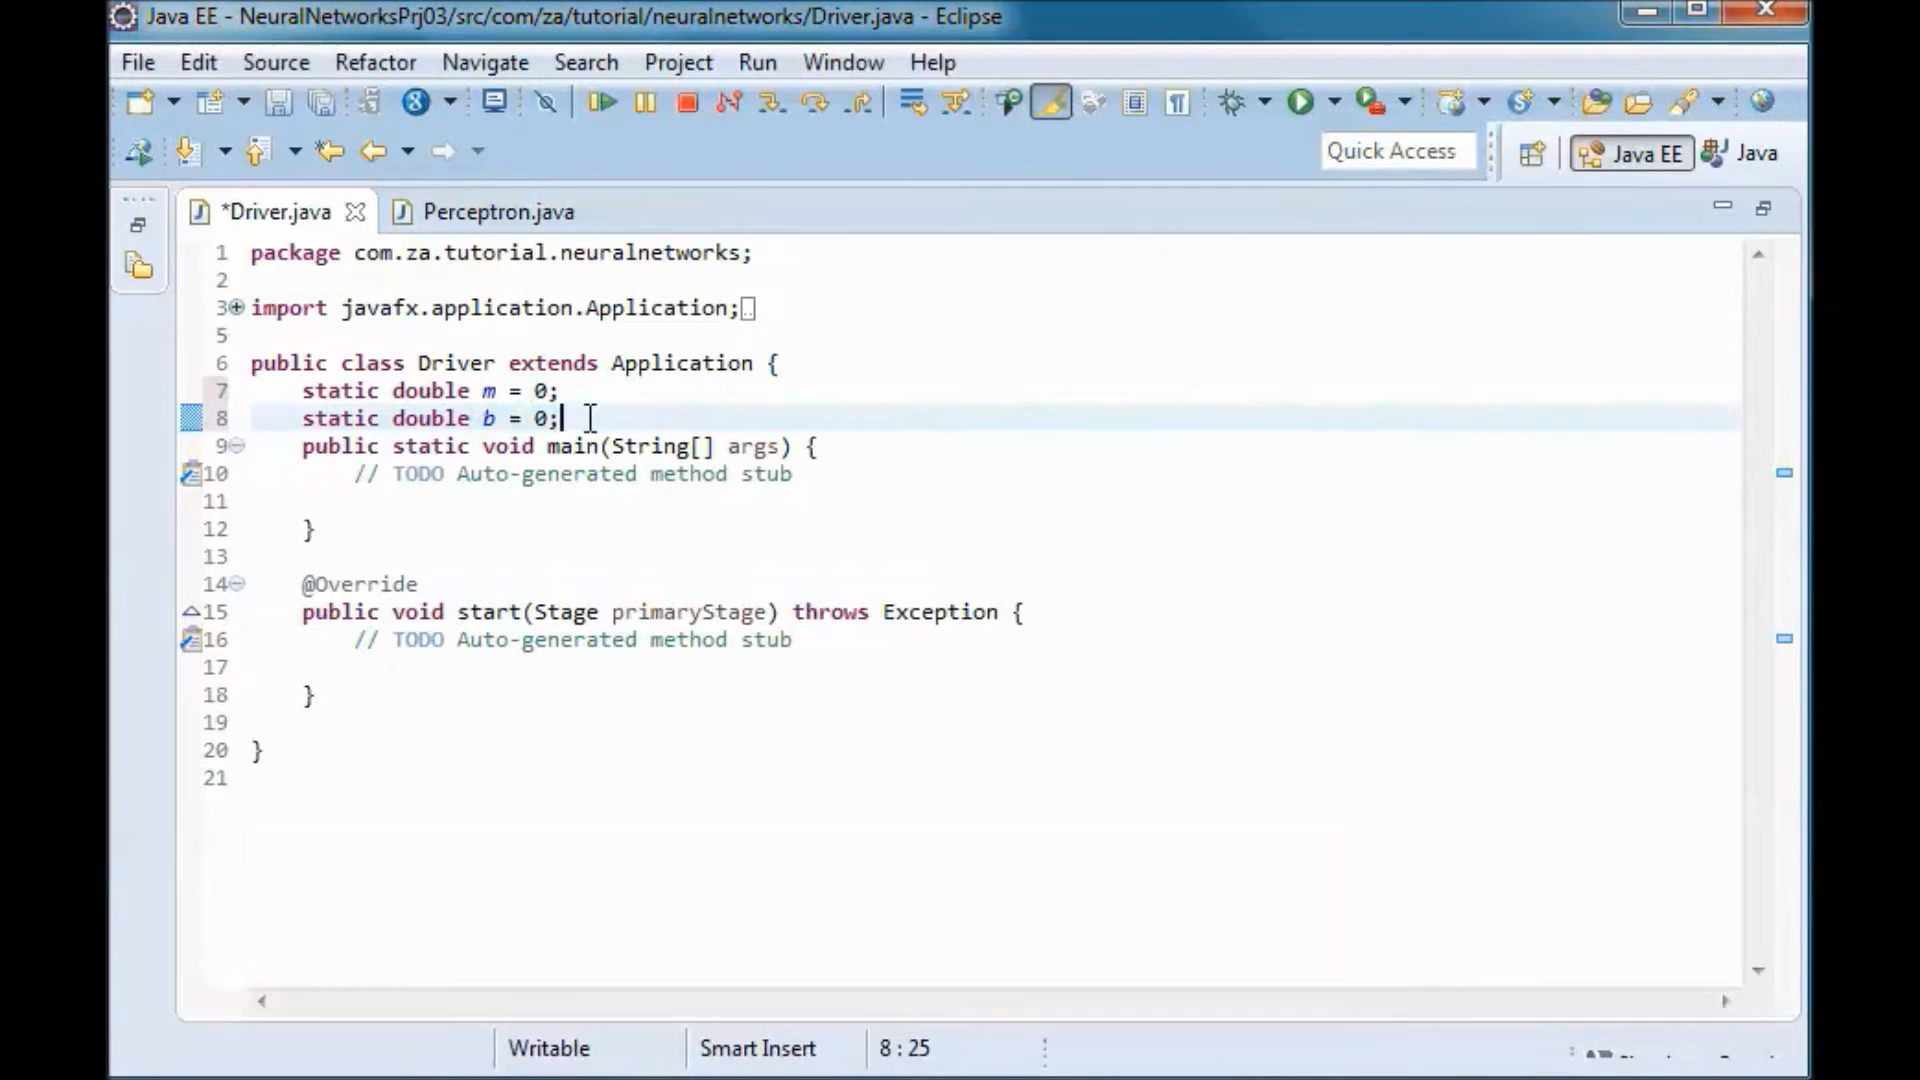 Java EE - NeuralNetworksPrj03/src/com/za/tutorial/neuralnetworks/Driver.java - Eclipse
File Edit Source Refactor Navigate Search Project Run Window Help
Quick Access Java EE Java
*Driver.java Perceptron.java
1 package com.za.tutorial.neuralnetworks;
2
3 import javafx.application.Application;
5
6 public class Driver extends Application {
7 static double m = 0;
8 static double b = 0;
9 public static void main(String[] args) {
10 // TODO Auto-generated method stub
11
12 }
13
14 @Override
15 public void start(Stage primaryStage) throws Exception {
16 // TODO Auto-generated method stub
17
18 }
19
20 }
21
Writable Smart Insert 8 : 25